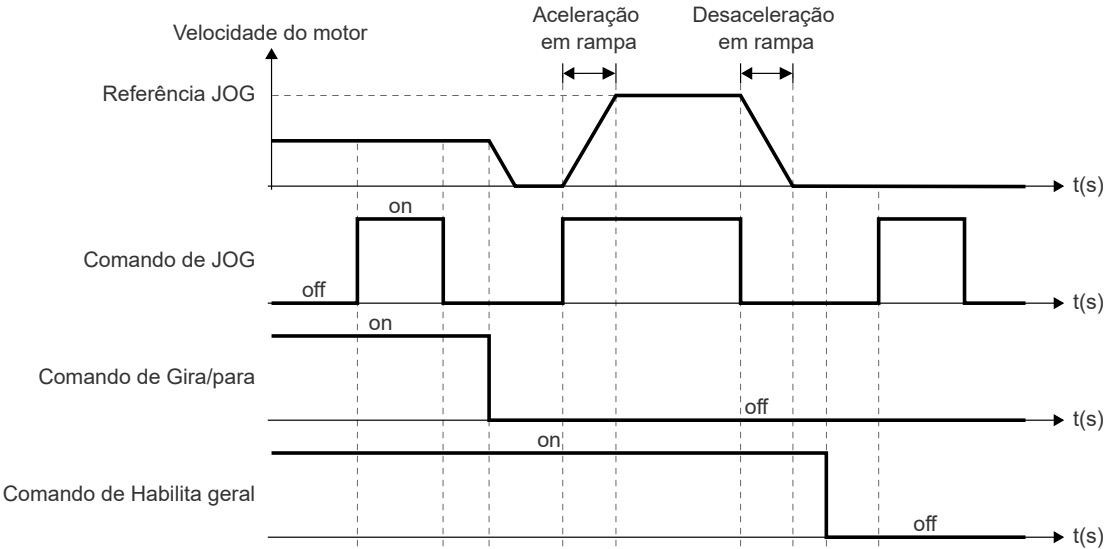 Aceleração
em rampa
Desaceleração
em rampa
Velocidade do motor
Referência JOG
t(s)
on
Comando de JOG
off
t(s)
on
Comando de Gira/para
off
t(s)
on
Comando de Habilita geral
off
t(s)